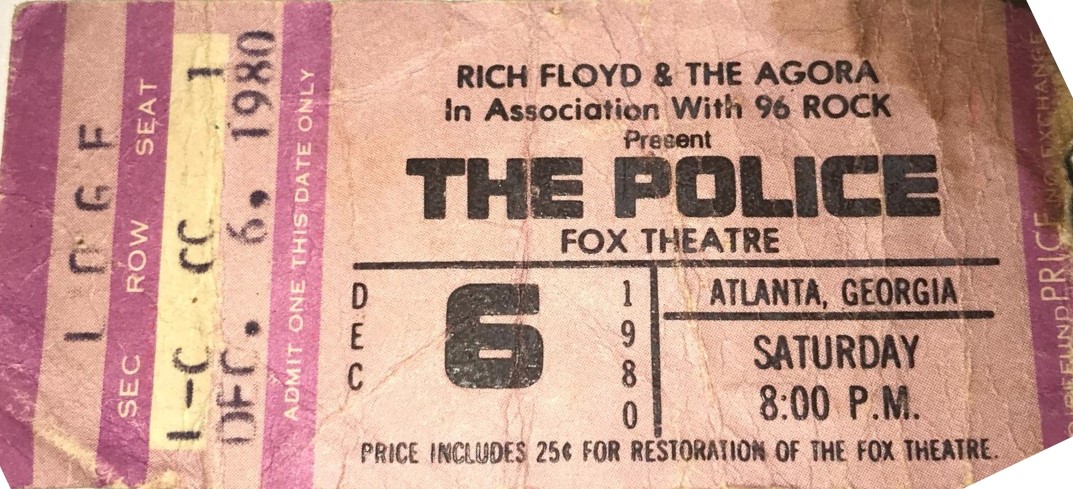 LOGE
SEC ROW SEAT
1-C CC 1
DEC. 6, 1980
ADMIT ONE THIS DATE ONLY
RICH FLOYD & THE AGORA
In Association With 96 ROCK
Present
THE POLICE
FOX THEATRE
DEC 6 1980
ATLANTA, GEORGIA
SATURDAY
8:00 P.M.
PRICE INCLUDES 25¢ FOR RESTORATION OF THE FOX THEATRE.
PRICE
NO EXCHANGE